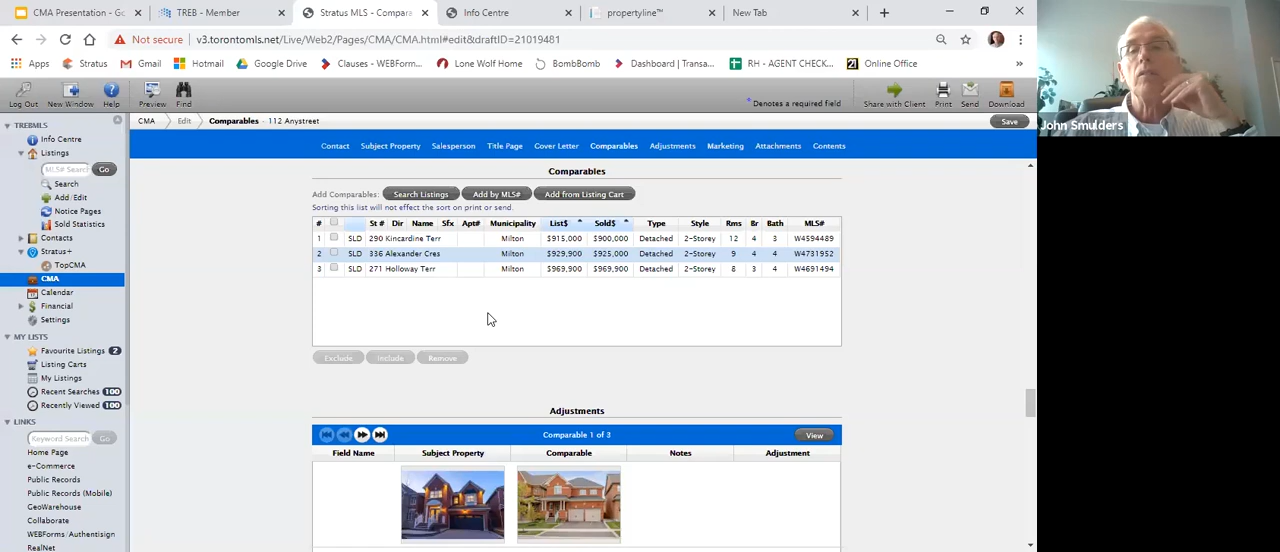 CMA Presentation - Go
TREB - Member
Stratus MLS - Compara
Info Centre
propertyline™
New Tab
Not secure
v3.torontomls.net/Live/Web2/Pages/CMA/CMA.html#edit&draftID=21019481
Apps
Stratus
Gmail
Hotmail
Google Drive
Clauses - WEBForm...
Lone Wolf Home
BombBomb
Dashboard | Transa...
RH - AGENT CHECK...
Online Office
»
Log Out
New Window
Help
Preview
Find
* Denotes a required field
Share with Client
Print
Send
Download
John Smulders
TREBMLS
Info Centre
Listings
MLS# Search
Go
Search
Add/Edit
Notice Pages
Sold Statistics
Contacts
Status+
TopCMA
CMA
Calendar
Financial
Settings
MY LISTS
Favourite Listings 2
Listing Carts
My Listings
Recent Searches 100
Recently Viewed 100
LINKS
Keyword Search
Go
Home Page
e-Commerce
Public Records
Public Records (Mobile)
GeoWarehouse
Collaborate
WEBForms/Authentisign
RealNet
CMA
Edit
Comparables - 112 Anystreet
Save
Contact Subject Property Salesperson Title Page Cover Letter Comparables Adjustments Marketing Attachments Contents
Comparables
Add Comparables: Search Listings Add by MLS# Add from Listing Cart
Sorting this list will not effect the sort on print or send.
# St # Dir Name Sfx Apt# Municipality List$ Sold$ Type Style Rms Br Bath MLS#
1 SLD 290 Kincardine Terr Milton $915,000 $900,000 Detached 2-Storey 12 4 3 W4594489
2 SLD 336 Alexander Cres Milton $929,900 $925,000 Detached 2-Storey 9 4 4 W4731952
3 SLD 271 Holloway Terr Milton $969,900 $969,900 Detached 2-Storey 8 3 4 W4691494
Exclude Include Remove
Adjustments
Comparable 1 of 3
View
Field Name Subject Property Comparable Notes Adjustment